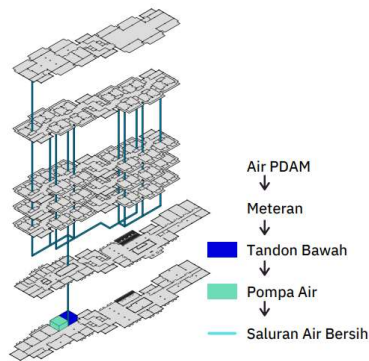 Air PDAM
Meteran
Tandon Bawah
Pompa Air
Saluran Air Bersih